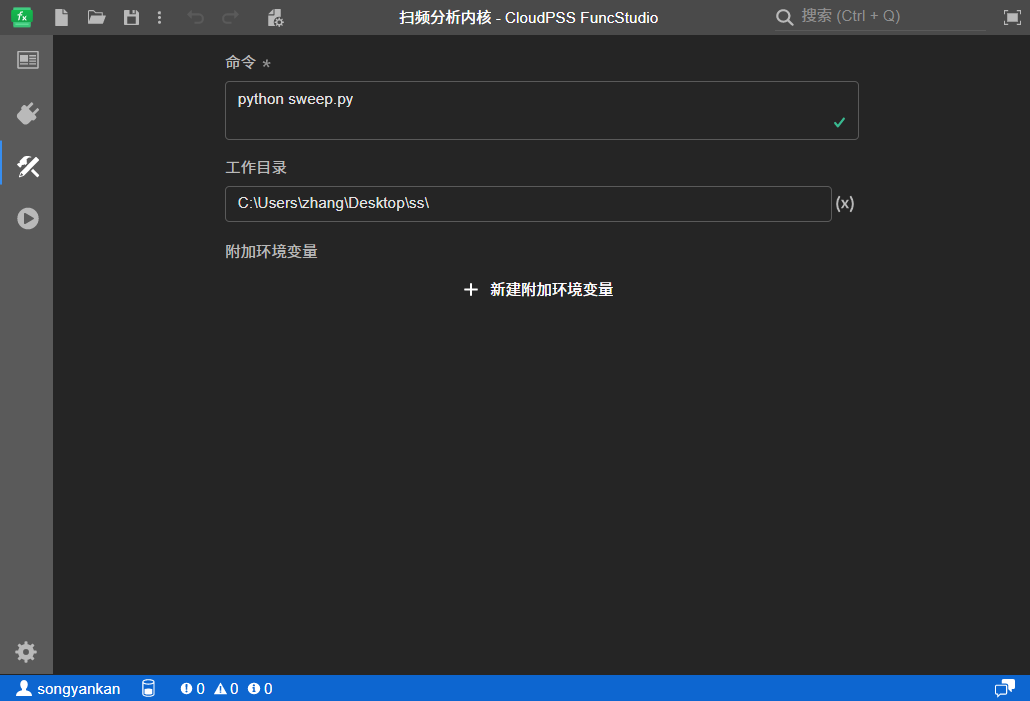 扫频分析内核 - CloudPSS FuncStudio
搜索 (Ctrl + Q)
命令 *
python sweep.py
工作目录
C:\Users\zhang\Desktop\ss\
(x)
附加环境变量
+ 新建附加环境变量
songyankan
0 0 0